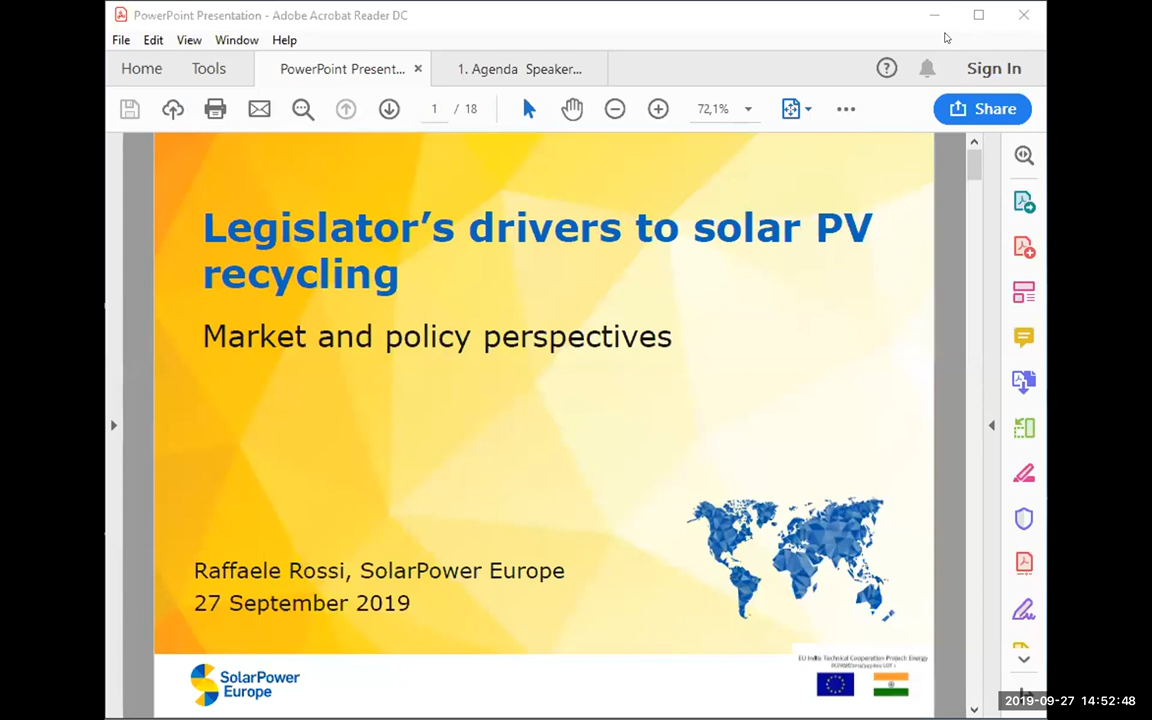 PowerPoint Presentation - Adobe Acrobat Reader DC
File Edit View Window Help
Home Tools PowerPoint Present... × 1. Agenda Speaker... Sign In
1 / 18 72,1% Share
Legislator’s drivers to solar PV
recycling
Market and policy perspectives
Raffaele Rossi, SolarPower Europe
27 September 2019
SolarPower
Europe
EU India Technical Cooperation Project Energy
2019-09-27 14:52:48